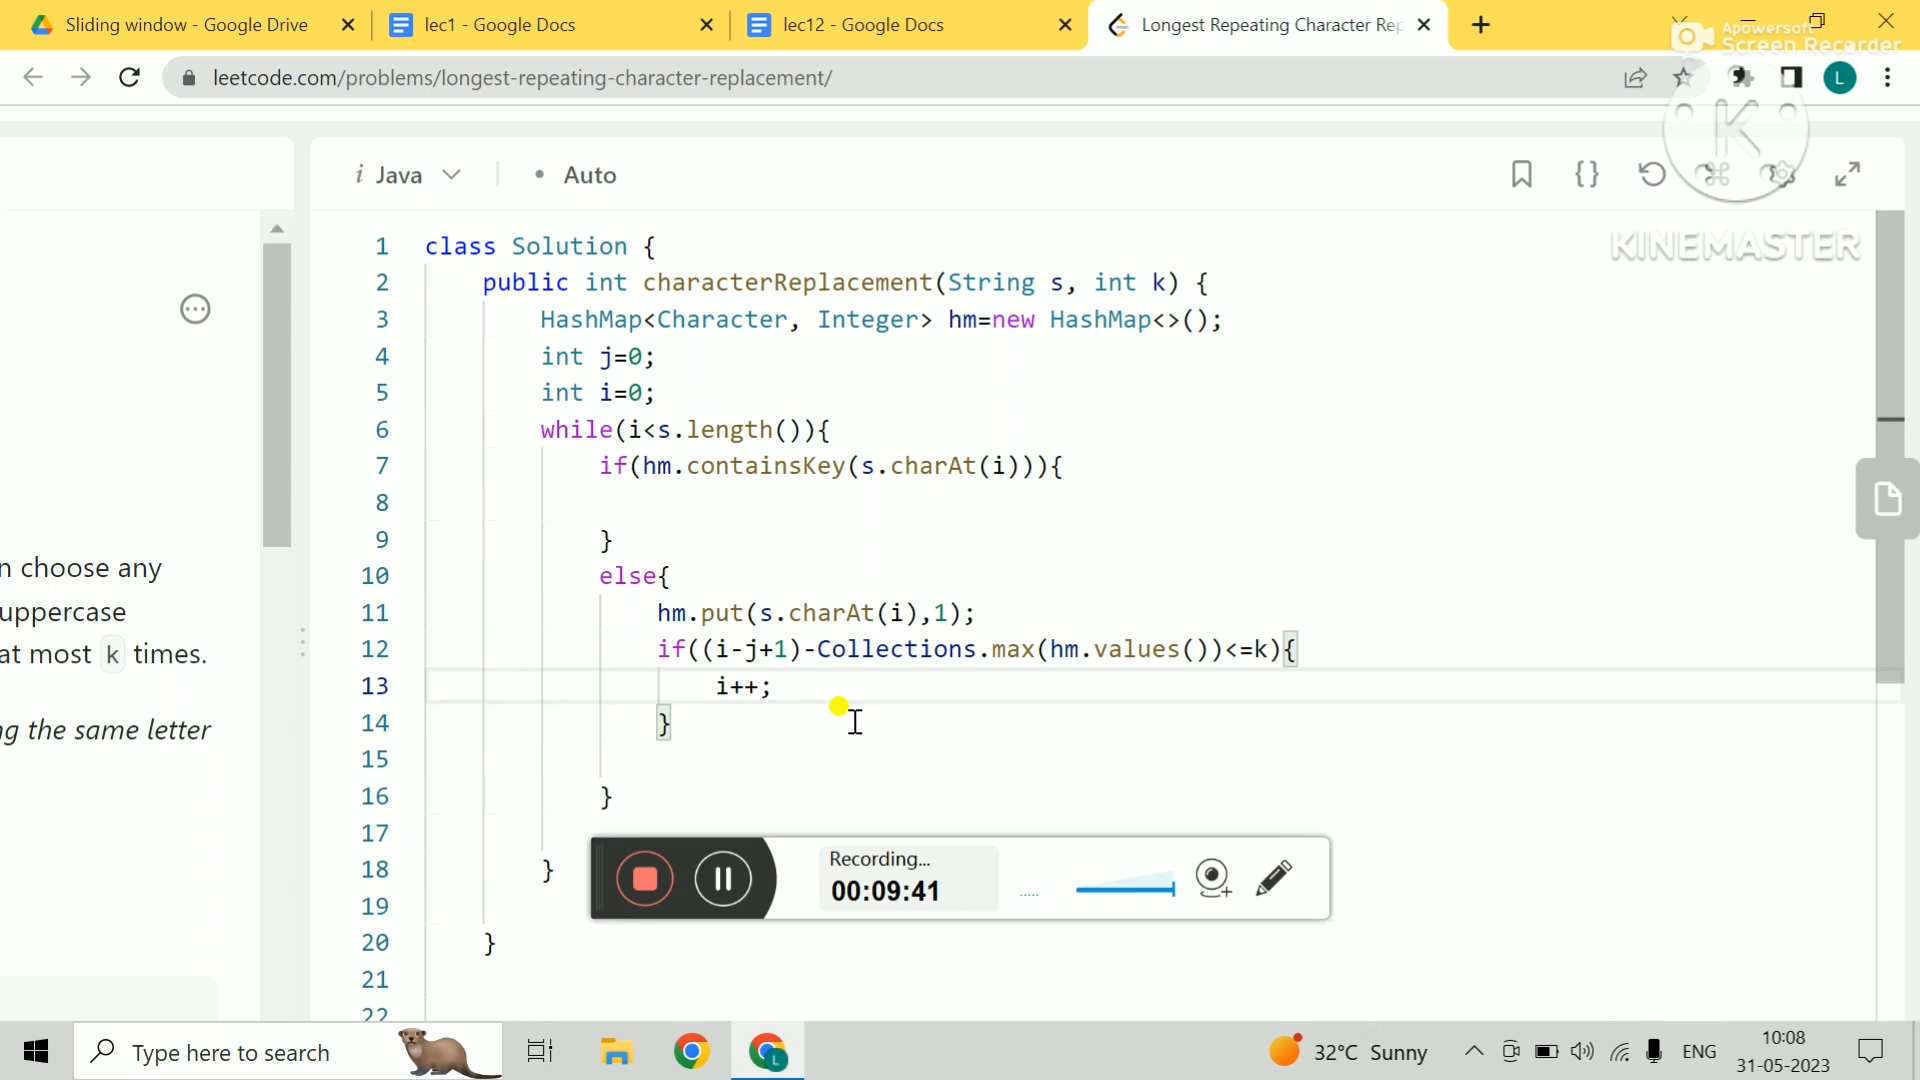 Sliding window - Google Drive
lec1 - Google Docs
lec12 - Google Docs
Longest Repeating Character Rep
Apowersoft
Screen Recorder
leetcode.com/problems/longest-repeating-character-replacement/
L
K
KINEMASTER
i Java
Auto
1 class Solution {
2 public int characterReplacement(String s, int k) {
3 HashMap<Character, Integer> hm=new HashMap<>();
4 int j=0;
5 int i=0;
6 while(i<s.length()){
7 if(hm.containsKey(s.charAt(i))){
8
9 }
10 else{
11 hm.put(s.charAt(i),1);
12 if((i-j+1)-Collections.max(hm.values())<=k){
13 i++;
14 }
15
16 }
17
18 }
19
20 }
21
22
n choose any
uppercase
at most k times.
g the same letter
Recording...
00:09:41
Type here to search
L
32°C Sunny
ENG
10:08
31-05-2023